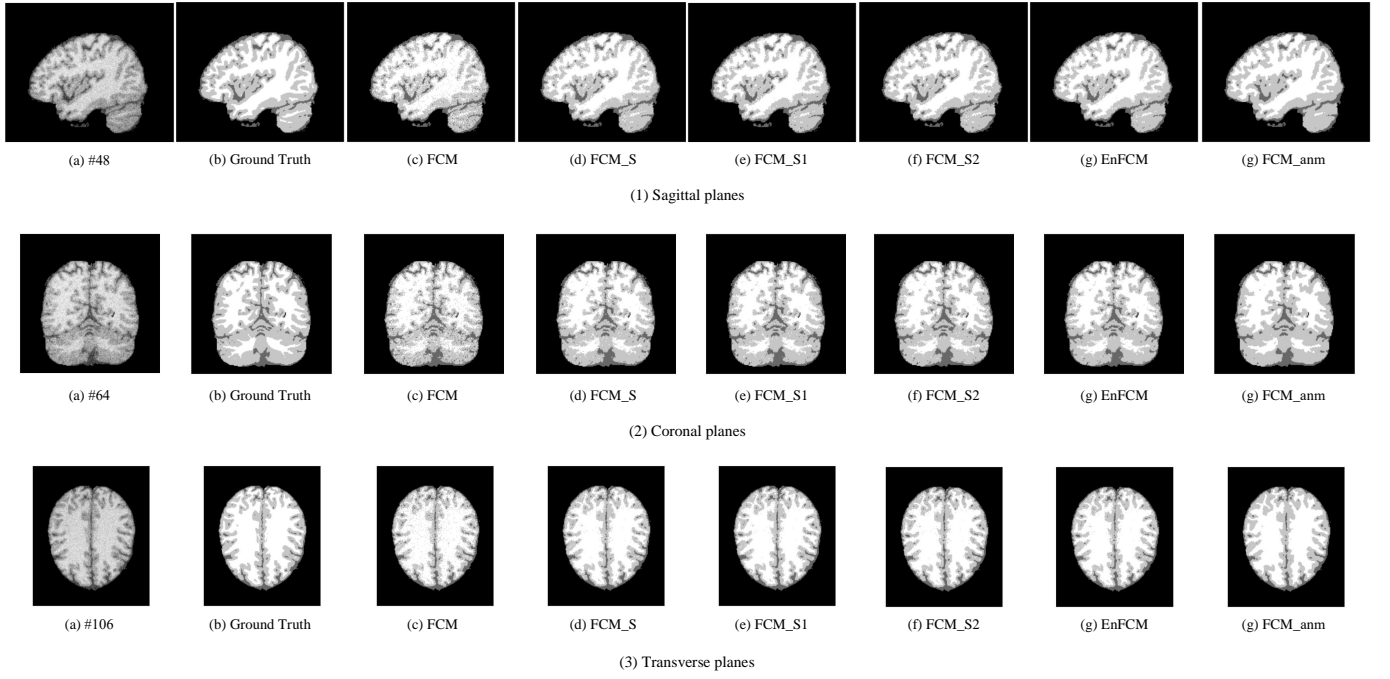 (a) #48 (b) Ground Truth (c) FCM (d) FCM_S (e) FCM_S1 (f) FCM_S2 (g) EnFCM (g) FCM_anm
(1) Sagittal planes
(a) #64 (b) Ground Truth (c) FCM (d) FCM_S (e) FCM_S1 (f) FCM_S2 (g) EnFCM (g) FCM_anm
(2) Coronal planes
(a) #106 (b) Ground Truth (c) FCM (d) FCM_S (e) FCM_S1 (f) FCM_S2 (g) EnFCM (g) FCM_anm
(3) Transverse planes